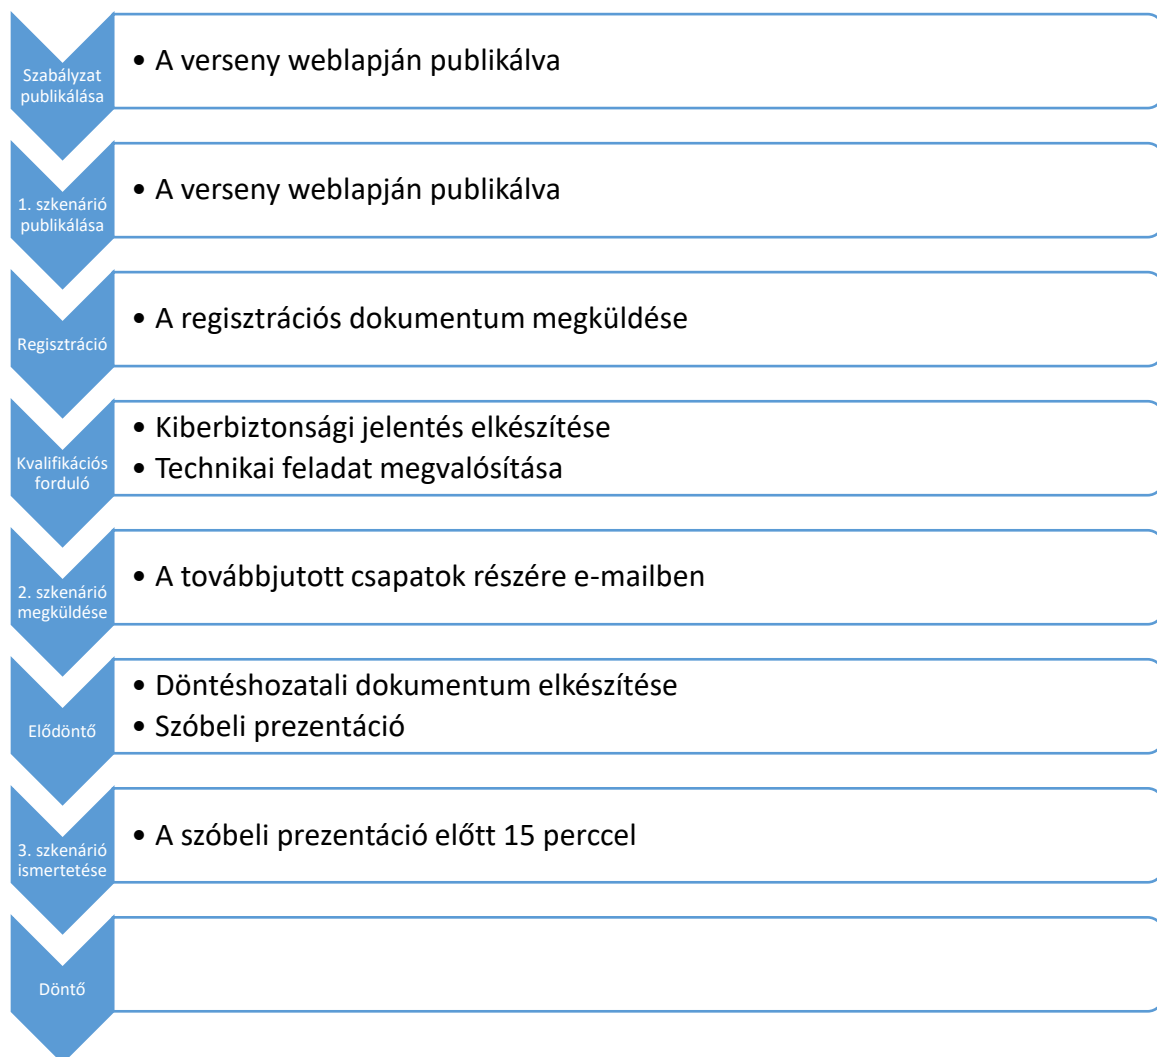 Szabályzat
publikálása
• A verseny weblapján publikálva
1. szkenárió
publikálása
• A verseny weblapján publikálva
Regisztráció
• A regisztrációs dokumentum megküldése
Kvalifikációs
forduló
• Kiberbiztonsági jelentés elkészítése
• Technikai feladat megvalósítása
2. szkenárió
megküldése
• A továbbjutott csapatok részére e-mailben
Elődöntő
• Döntéshozatali dokumentum elkészítése
• Szóbeli prezentáció
3. szkenárió
ismertetése
• A szóbeli prezentáció előtt 15 perccel
Döntő